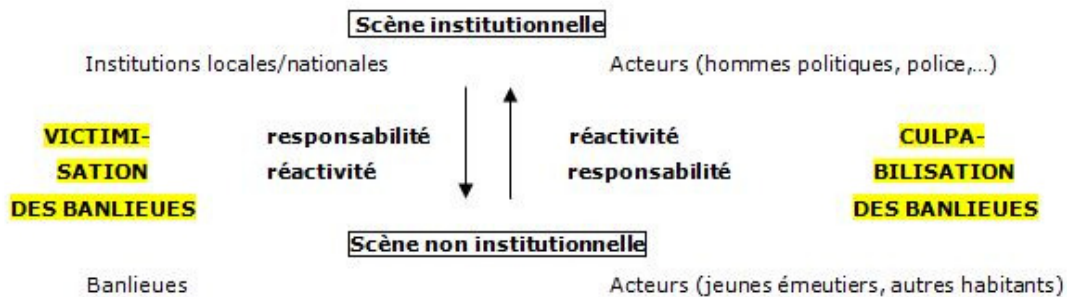 Scène institutionnelle
Institutions locales/nationales Acteurs (hommes politiques, police,...)
VICTIMI- responsabilité réactivité CULPA-
SATION réactivité responsabilité BILISATION
DES BANLIEUES DES BANLIEUES
Scène non institutionnelle
Banlieues Acteurs (jeunes émeutiers, autres habitants)